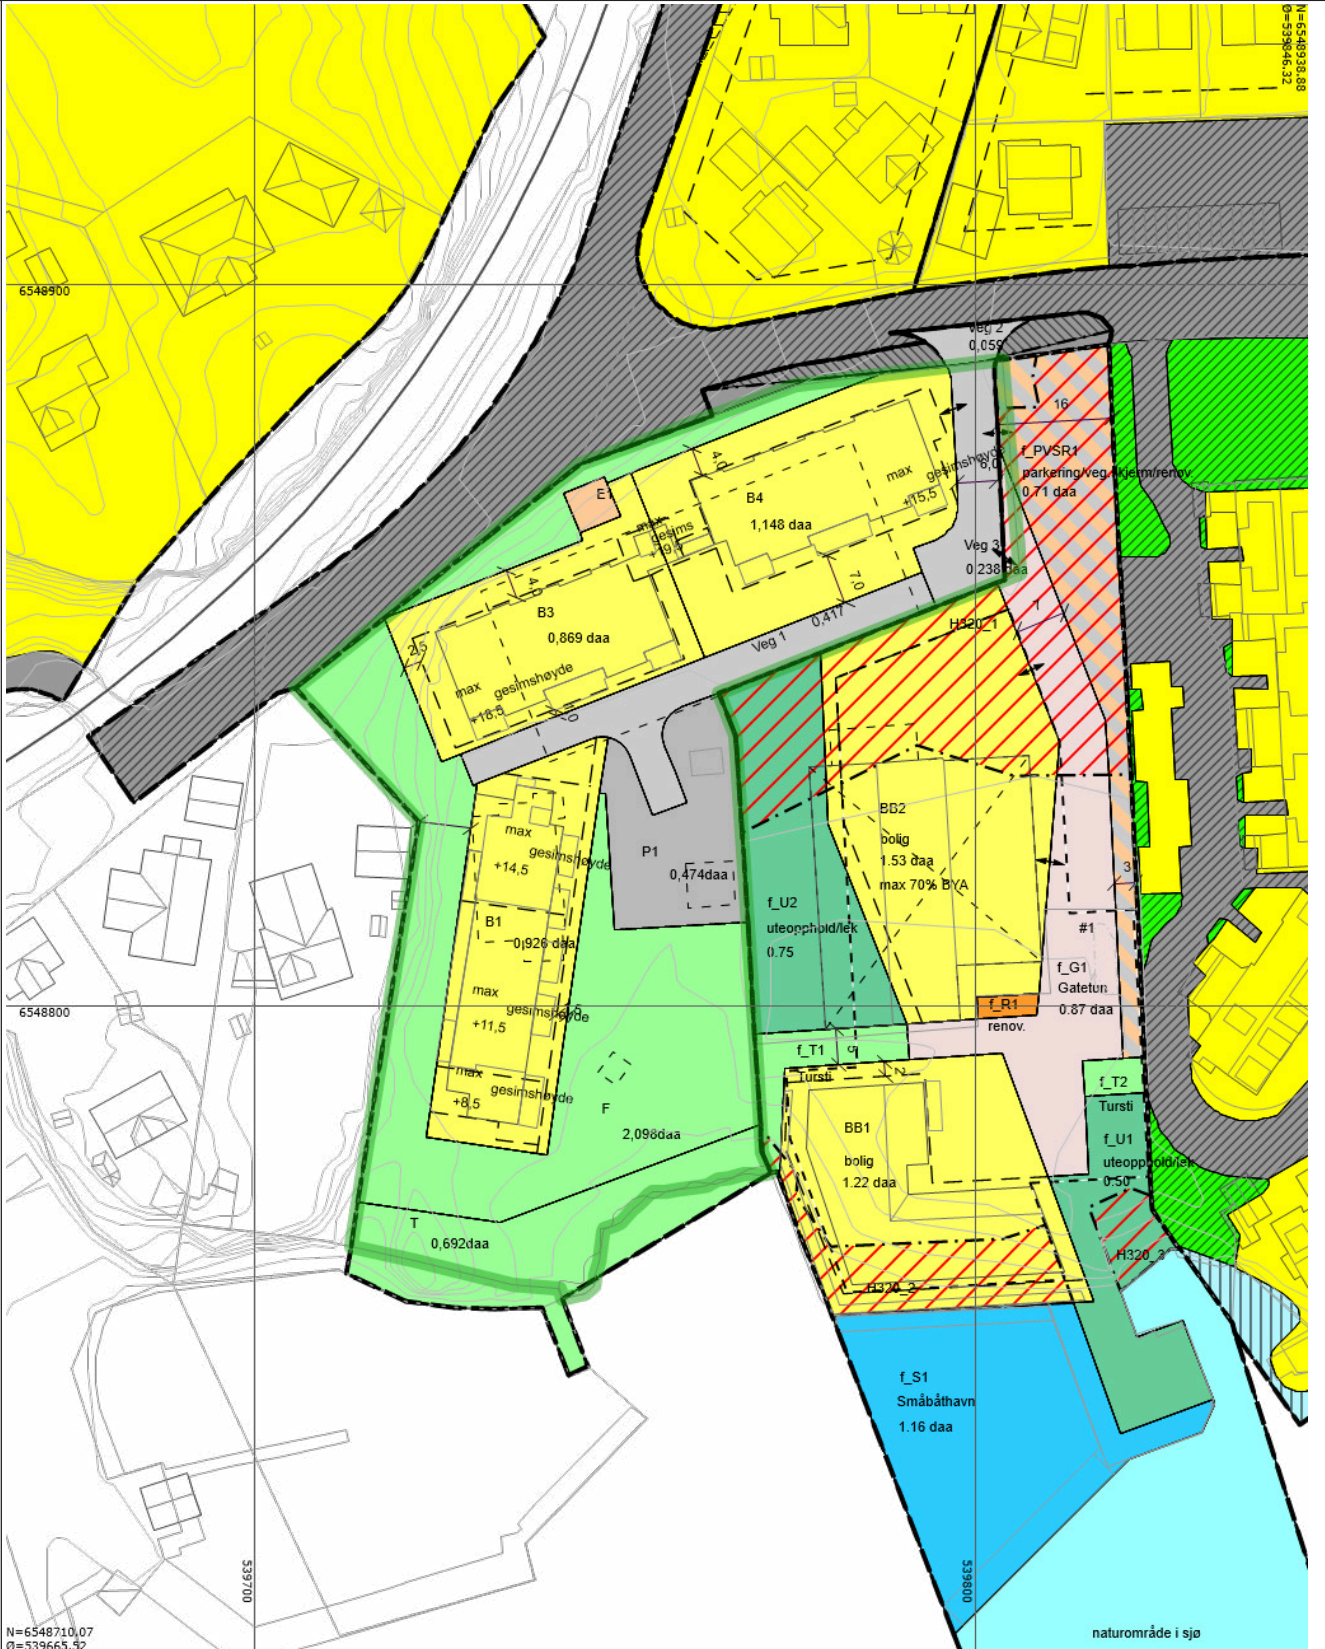 N=6548938.88
Ø=539846.32
6548900
Veg 2
0,059
16
f_PVSR1
parkering/veg./skjerm/renov.
0.71 daa
4,0
max
gesimshøyde
+15,5
6,0
E1
B4
1,148 daa
max
gesims
+19,5
Veg 3
0.238 daa
4,0
7,0
B3
0,869 daa
Veg 1
0,417
H320_1
2,5
max
gesimshøyde
+18,5
BB2
bolig
1.53 daa
max 70% BYA
max
gesimshøyde
+14,5
P1
0,474daa
3
f_U2
uteopphold/lek
0.75
B1
0,926 daa
#1
f_G1
Gatetun
0.87 daa
max
gesimshøyde
+11,5
f_R1
renov.
6548800
f_T1
Tursti
5
2
f_T2
Tursti
max
gesimshøyde
+8,5
F
2,098daa
BB1
bolig
1.22 daa
f_U1
uteopphold/lek
0.50
T
0,692daa
H320_3
H320_2
f_S1
Småbåthavn
1.16 daa
539700
539800
N=6548710,07
Ø=539665,52
naturområde i sjø